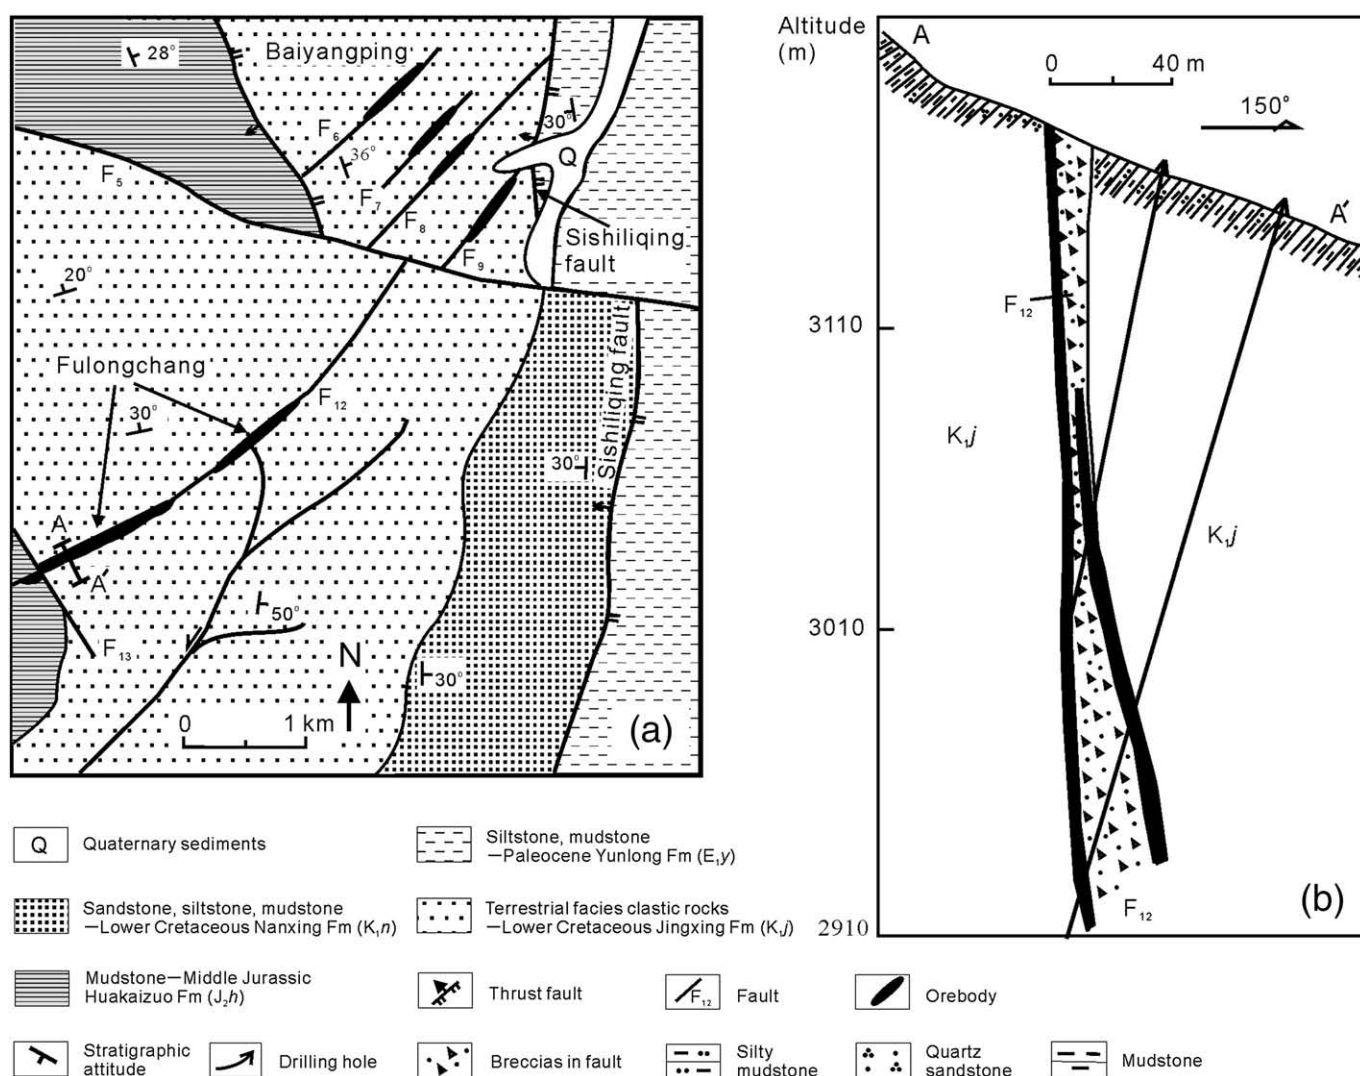 28°
Baiyangping
F₆
30°
36°
Q
F₅
F₇
F₈
F₉
Sishiliqing
fault
20°
Fulongchang
30°
F₁₂
Sishiliqing fault
30°
A
A′
50°
F₁₃
N
30°
0 1 km
(a)
Altitude
(m)
A
0 40 m
150°
A′
F₁₂
3110
K₁j
K₁j
3010
F₁₂
2910
(b)
Q Quaternary sediments
Siltstone, mudstone
—Paleocene Yunlong Fm (E₁y)
Sandstone, siltstone, mudstone
—Lower Cretaceous Nanxing Fm (K₁n)
Terrestrial facies clastic rocks
—Lower Cretaceous Jingxing Fm (K₁j)
Mudstone—Middle Jurassic
Huakaizuo Fm (J₂h)
Thrust fault
F₁₂ Fault
Orebody
Stratigraphic
attitude
Drilling hole
Breccias in fault
Silty
mudstone
Quartz
sandstone
Mudstone